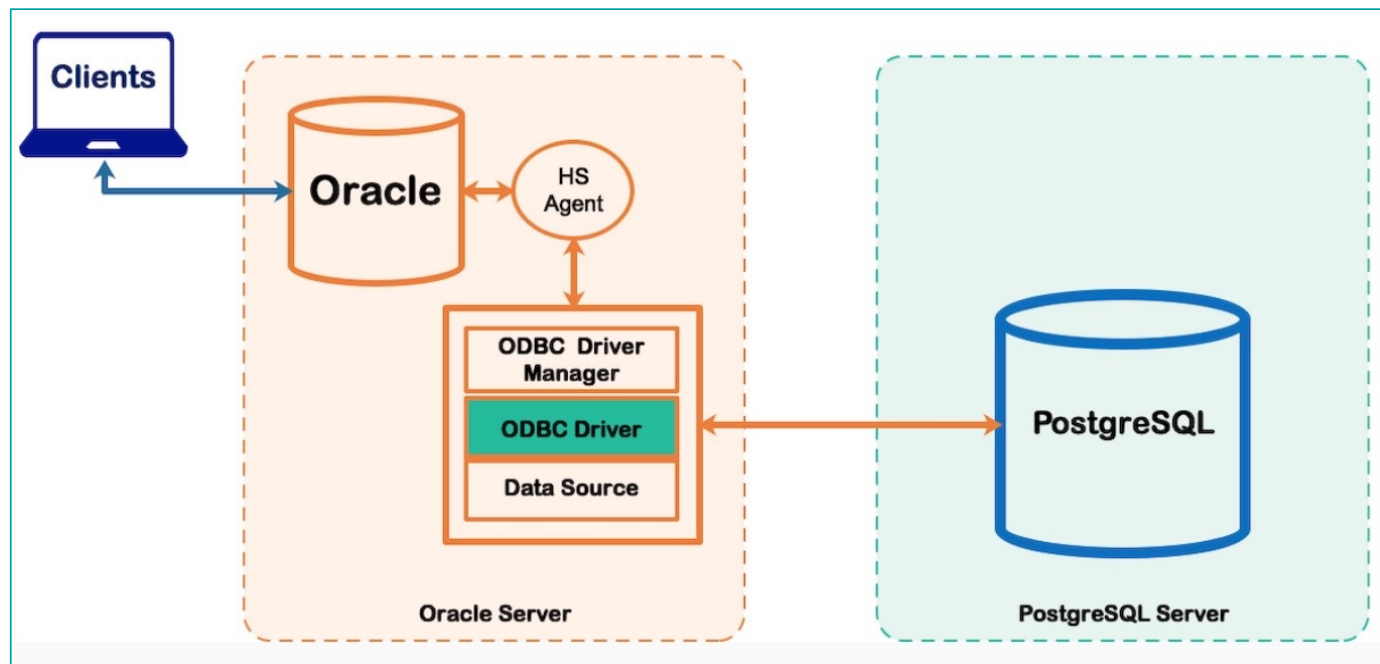 Clients
Oracle
HS
Agent
ODBC Driver
Manager
ODBC Driver
Data Source
Oracle Server
PostgreSQL
PostgreSQL Server